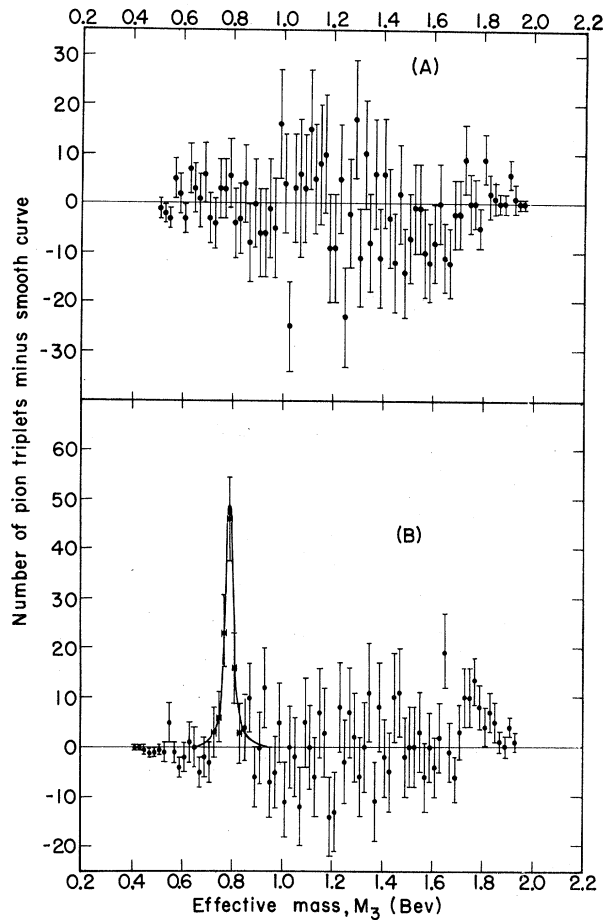 0.2 0.4 0.6 0.8 1.0 1.2 1.4 1.6 1.8 2.0 2.2
30
20
10
0
-10
-20
-30
(A)
Number of pion triplets minus smooth curve
60
50
40
30
20
10
0
-10
-20
(B)
0.2 0.4 0.6 0.8 1.0 1.2 1.4 1.6 1.8 2.0 2.2
Effective mass, M3 (Bev)